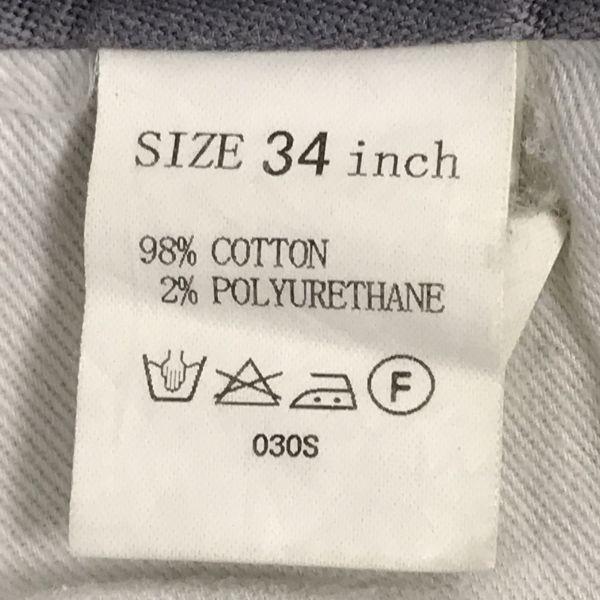 SIZE 34 inch
98% COTTON
2% POLYURETHANE
F
030S